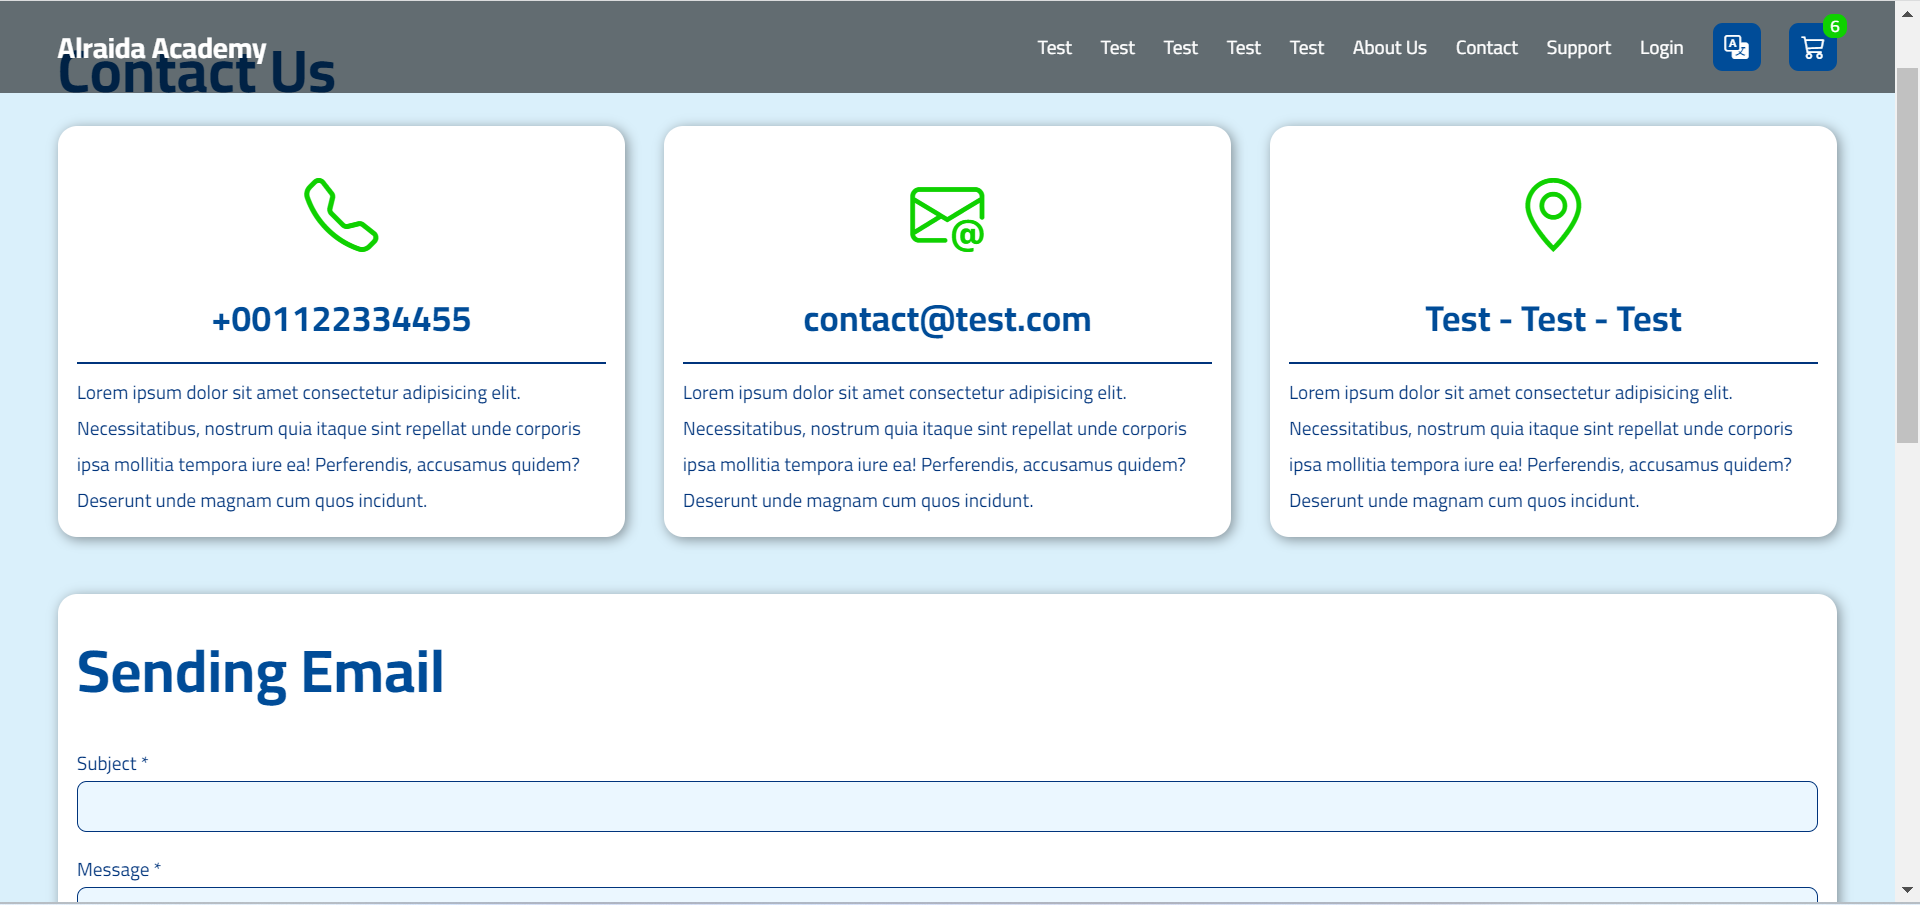 Alraida Academy
Test Test Test Test Test About Us Contact Support Login 6
Contact Us
+001122334455
Lorem ipsum dolor sit amet consectetur adipisicing elit.
Necessitatibus, nostrum quia itaque sint repellat unde corporis
ipsa mollitia tempora iure ea! Perferendis, accusamus quidem?
Deserunt unde magnam cum quos incidunt.
contact@test.com
Lorem ipsum dolor sit amet consectetur adipisicing elit.
Necessitatibus, nostrum quia itaque sint repellat unde corporis
ipsa mollitia tempora iure ea! Perferendis, accusamus quidem?
Deserunt unde magnam cum quos incidunt.
Test - Test - Test
Lorem ipsum dolor sit amet consectetur adipisicing elit.
Necessitatibus, nostrum quia itaque sint repellat unde corporis
ipsa mollitia tempora iure ea! Perferendis, accusamus quidem?
Deserunt unde magnam cum quos incidunt.
Sending Email
Subject *
Message *